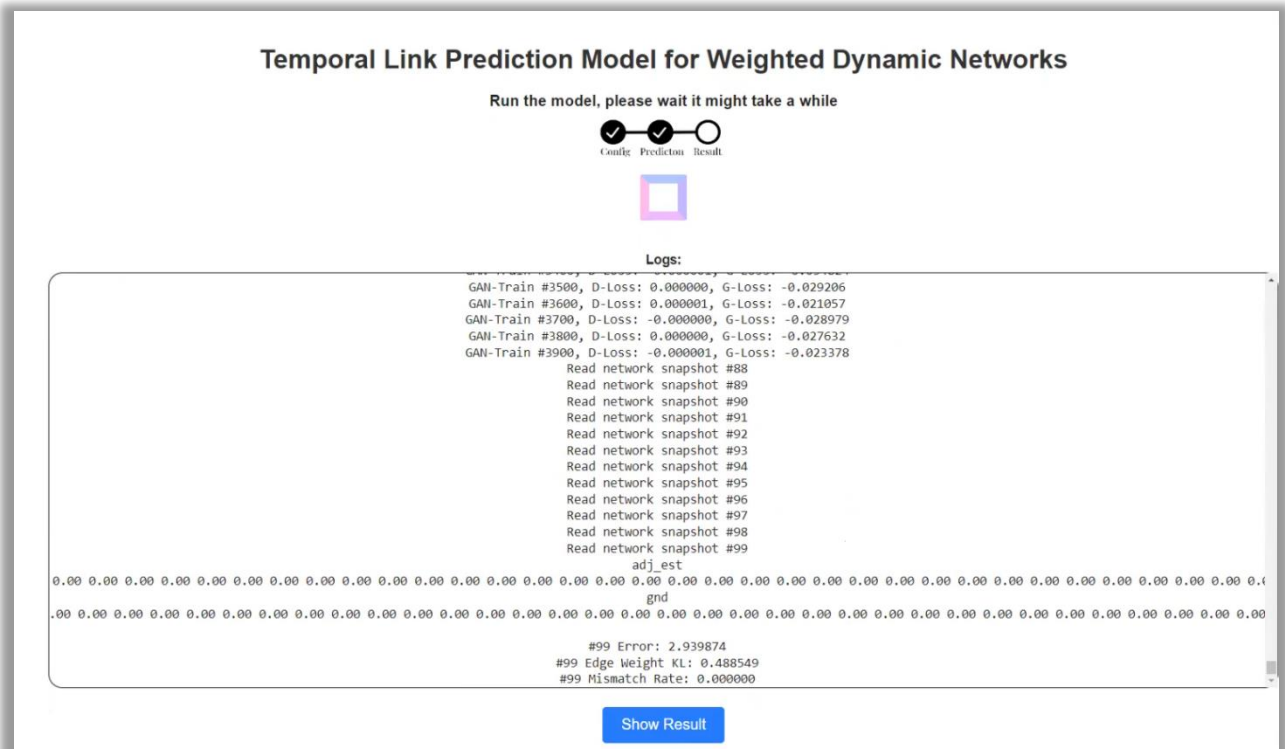 Temporal Link Prediction Model for Weighted Dynamic Networks
Run the model, please wait it might take a while
Config Predicton Result
Logs:
GAN-Train #3500, D-Loss: 0.000000, G-Loss: -0.029206
GAN-Train #3600, D-Loss: 0.000001, G-Loss: -0.021057
GAN-Train #3700, D-Loss: -0.000000, G-Loss: -0.028979
GAN-Train #3800, D-Loss: 0.000000, G-Loss: -0.027632
GAN-Train #3900, D-Loss: -0.000001, G-Loss: -0.023378
Read network snapshot #88
Read network snapshot #89
Read network snapshot #90
Read network snapshot #91
Read network snapshot #92
Read network snapshot #93
Read network snapshot #94
Read network snapshot #95
Read network snapshot #96
Read network snapshot #97
Read network snapshot #98
Read network snapshot #99
adj_est
0.00 0.00 0.00 0.00 0.00 0.00 0.00 0.00 0.00 0.00 0.00 0.00 0.00 0.00 0.00 0.00 0.00 0.00 0.00 0.00 0.00 0.00 0.00 0.00 0.00 0.00 0.00 0.00 0.00 0.00 0.00 0.00 0.00 0.0
gnd
.00 0.00 0.00 0.00 0.00 0.00 0.00 0.00 0.00 0.00 0.00 0.00 0.00 0.00 0.00 0.00 0.00 0.00 0.00 0.00 0.00 0.00 0.00 0.00 0.00 0.00 0.00 0.00 0.00 0.00 0.00 0.00 0.00 0.00
#99 Error: 2.939874
#99 Edge Weight KL: 0.488549
#99 Mismatch Rate: 0.000000
Show Result